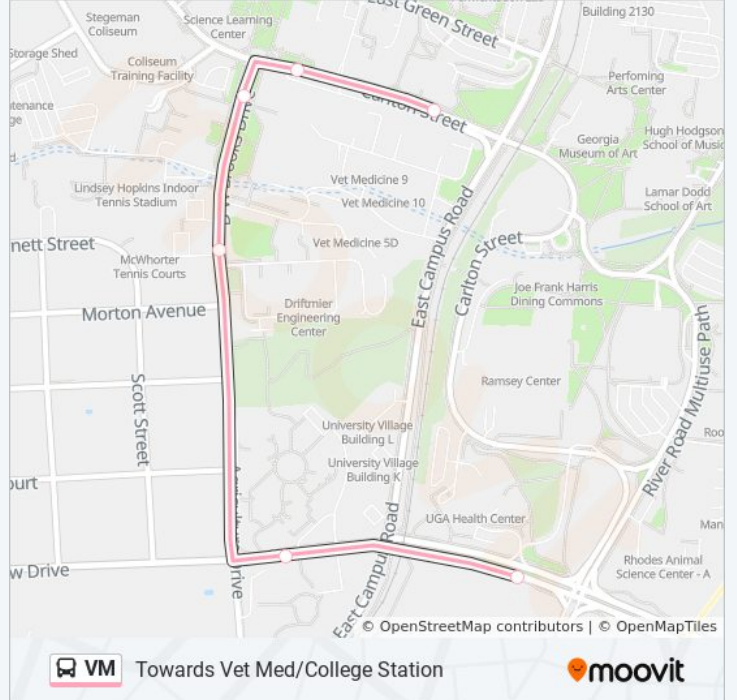 East Green Street
Building 2130
Stegeman
Coliseum
Science Learning
Center
Storage Shed
Coliseum
Training Facility
Perfoming
Arts Center
tenance
ge
Carlton Street
Georgia
Museum of Art
Hugh Hodgson
School of Music
d
Vet Medicine 9
Lindsey Hopkins Indoor
Tennis Stadium
Vet Medicine 10
Lamar Dodd
School of Art
East Campus Road
nett Street
Vet Medicine 5D
Carlton Street
McWhorter
Tennis Courts
Joe Frank Harris
Dining Commons
Morton Avenue
Driftmier
Engineering
Center
River Road Multiuse Path
Scott Street
Ramsey Center
University Village
Building L
Roo
University Village
Building K
ourt
UGA Health Center
Man
East Campus Road
Rhodes Animal
Science Center - A
w Drive
© OpenStreetMap contributors | © OpenMapTiles
VM Towards Vet Med/College Station
moovit